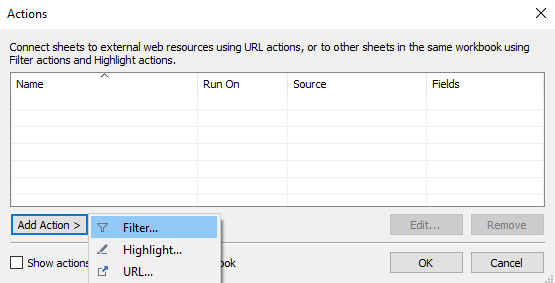 Actions
Connect sheets to external web resources using URL actions, or to other sheets in the same workbook using
Filter actions and Highlight actions.
Name Run On Source Fields
Add Action > Edit... Remove
Filter...
Highlight...
Show actions ook OK Cancel
URL...